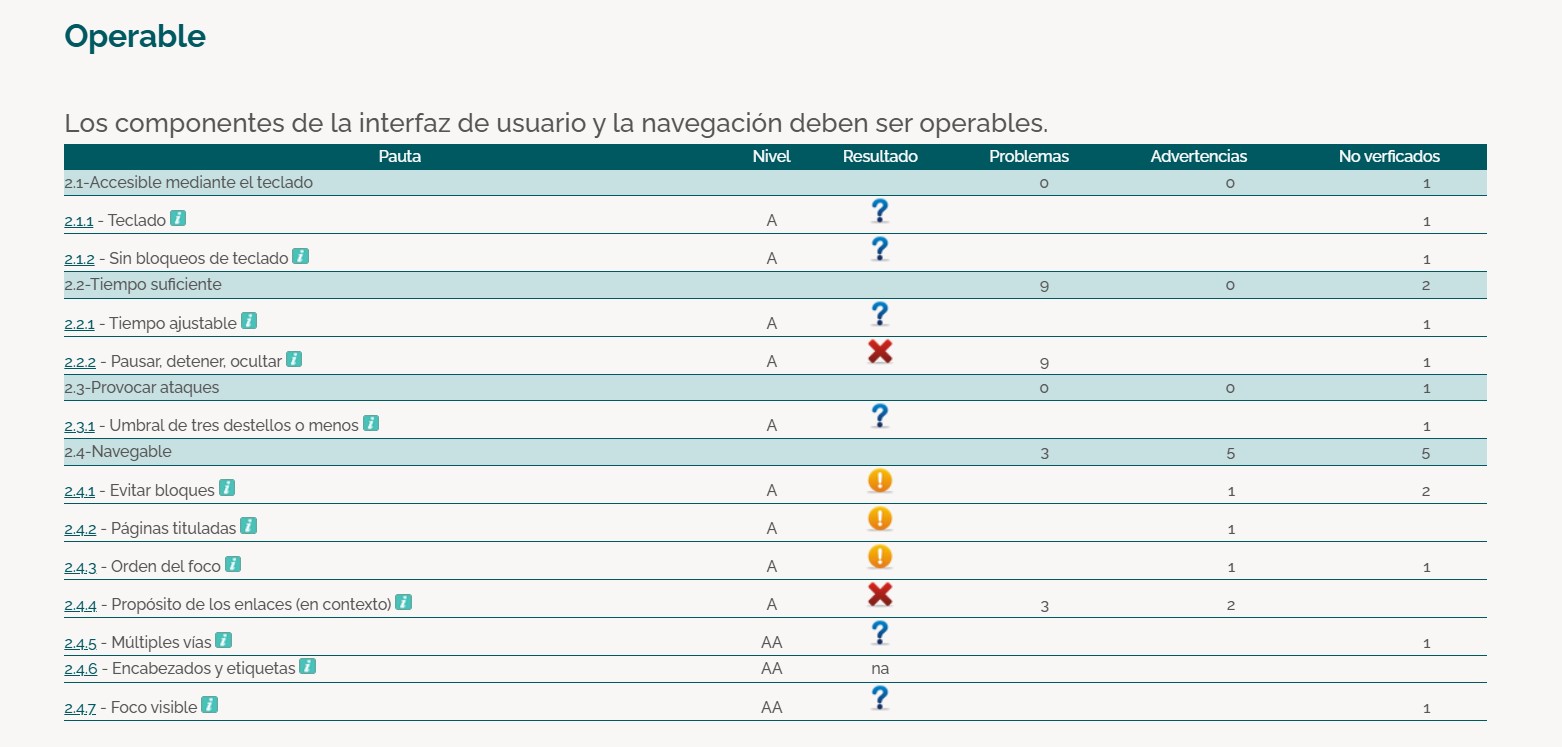 Operable
Los componentes de la interfaz de usuario y la navegación deben ser operables.
Pauta Nivel Resultado Problemas Advertencias No verficados
2.1-Accesible mediante el teclado 0 0 1
2.1.1 - Teclado i A ? 1
2.1.2 - Sin bloqueos de teclado i A ? 1
2.2-Tiempo suficiente 9 0 2
2.2.1 - Tiempo ajustable i A ? 1
2.2.2 - Pausar, detener, ocultar i A 9 1
2.3-Provocar ataques 0 0 1
2.3.1 - Umbral de tres destellos o menos i A ? 1
2.4-Navegable 3 5 5
2.4.1 - Evitar bloques i A ! 1 2
2.4.2 - Páginas tituladas i A ! 1
2.4.3 - Orden del foco i A ! 1 1
2.4.4 - Propósito de los enlaces (en contexto) i A 3 2
2.4.5 - Múltiples vías i AA ? 1
2.4.6 - Encabezados y etiquetas i AA na
2.4.7 - Foco visible i AA ? 1